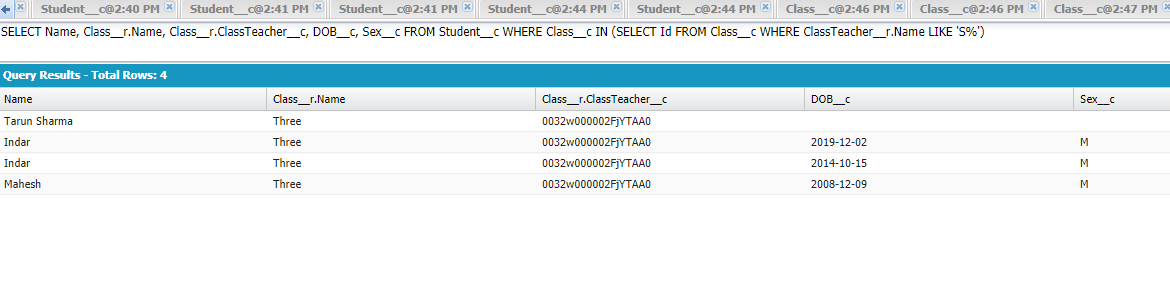 Student__c@2:40 PM Student__c@2:41 PM Student__c@2:41 PM Student__c@2:44 PM Student__c@2:44 PM Class__c@2:46 PM Class__c@2:46 PM Class__c@2:47 PM
SELECT Name, Class__r.Name, Class__r.ClassTeacher__c, DOB__c, Sex__c FROM Student__c WHERE Class__c IN (SELECT Id FROM Class__c WHERE ClassTeacher__r.Name LIKE 'S%')
Query Results - Total Rows: 4
Name Class__r.Name Class__r.ClassTeacher__c DOB__c Sex__c
Tarun Sharma Three 0032w000002FjYTAA0
Indar Three 0032w000002FjYTAA0 2019-12-02 M
Indar Three 0032w000002FjYTAA0 2014-10-15 M
Mahesh Three 0032w000002FjYTAA0 2008-12-09 M